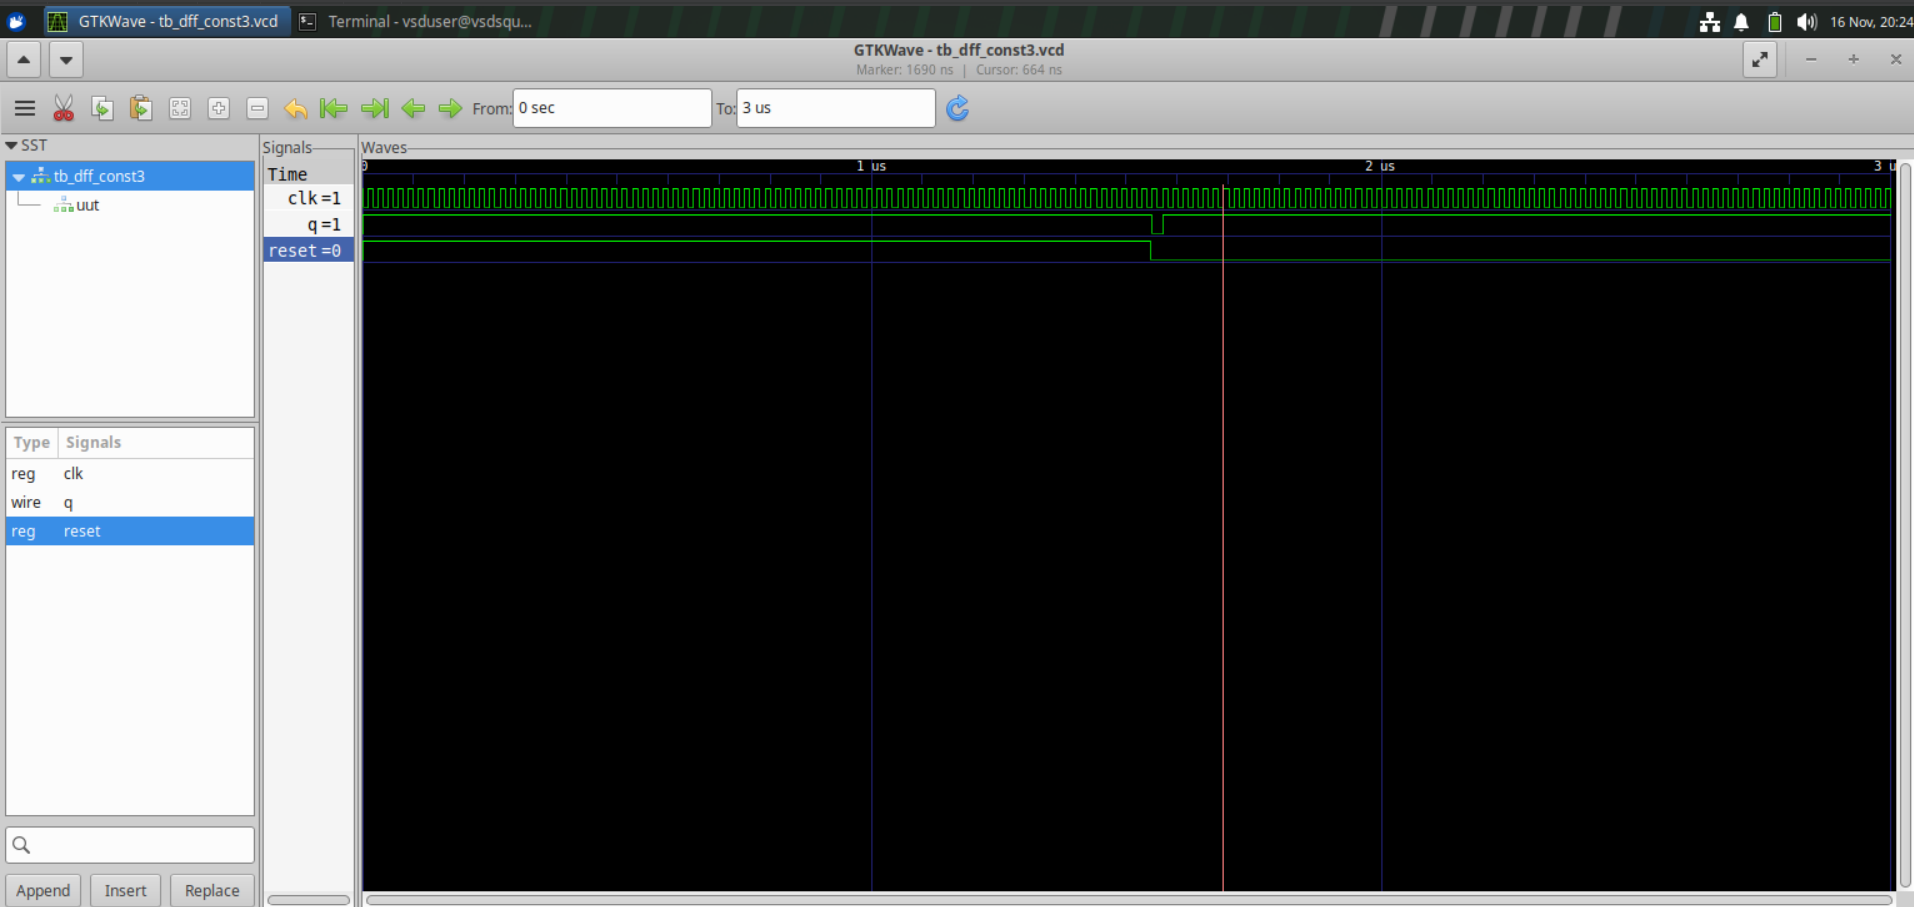 GTKWave - tb_dff_const3.vcd
Terminal - vsduser@vsdsqu...
16 Nov, 20:24
GTKWave - tb_dff_const3.vcd
Marker: 1690 ns | Cursor: 664 ns
From: 0 sec To: 3 us
SST
tb_dff_const3
uut
Type Signals
reg clk
wire q
reg reset
Append Insert Replace
Signals
Time
clk =1
q =1
reset =0
Waves
0 1 us 2 us 3 u